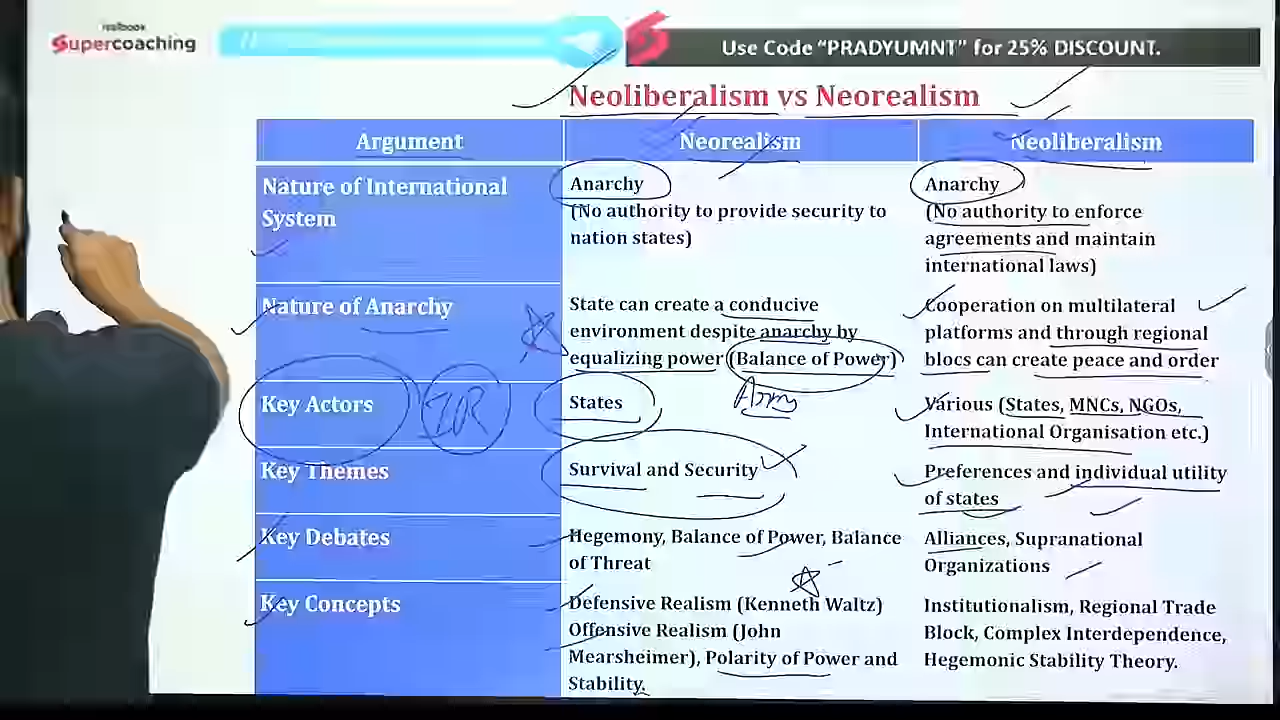 testbook
Supercoaching
Use Code "PRADYUMNT" for 25% DISCOUNT.
Neoliberalism vs Neorealism
Argument
Neorealism
Neoliberalism
Nature of International
System
Anarchy
(No authority to provide security to
nation states)
Anarchy
(No authority to enforce
agreements and maintain
international laws)
Nature of Anarchy
State can create a conducive
environment despite anarchy by
equalizing power (Balance of Power)
Cooperation on multilateral
platforms and through regional
blocs can create peace and order
Key Actors
IR
States
Army
Various (States, MNCs, NGOs,
International Organisation etc.)
Key Themes
Survival and Security
Preferences and individual utility
of states
Key Debates
Hegemony, Balance of Power, Balance
of Threat
Alliances, Supranational
Organizations
Key Concepts
Defensive Realism (Kenneth Waltz)
Offensive Realism (John
Mearsheimer), Polarity of Power and
Stability.
Institutionalism, Regional Trade
Block, Complex Interdependence,
Hegemonic Stability Theory.